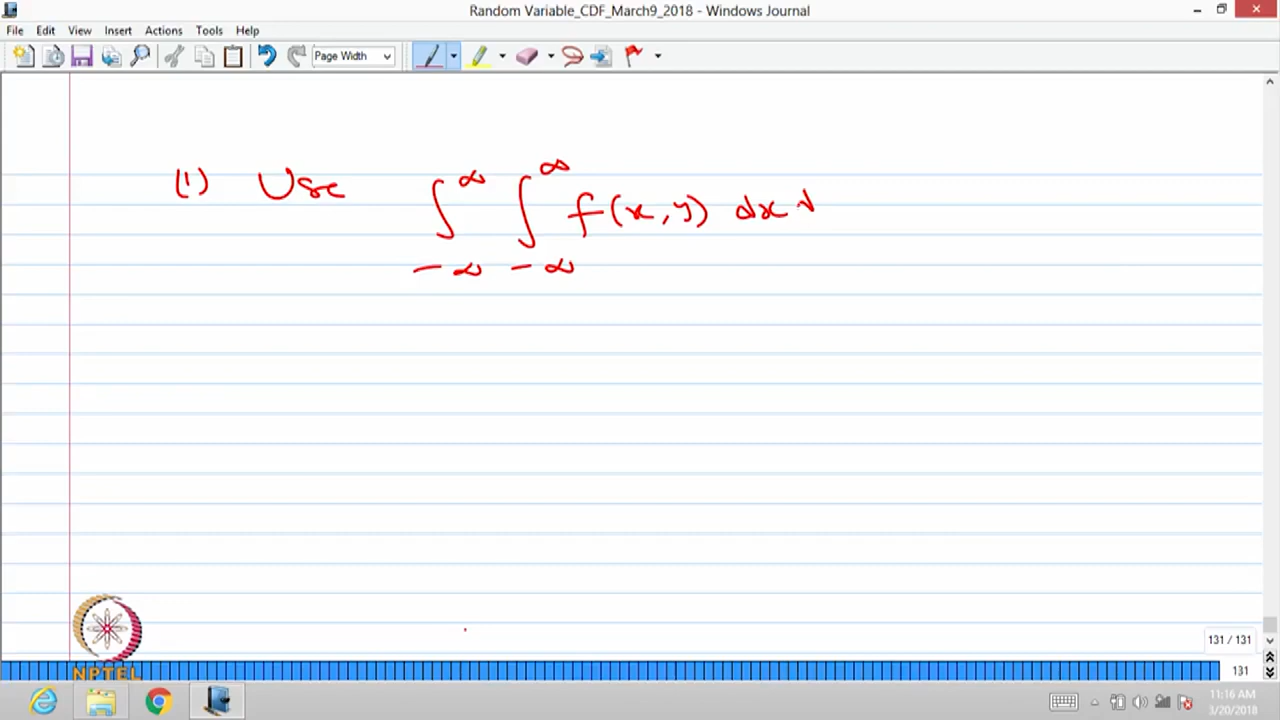 Random Variable_CDF_March9_2018 - Windows Journal
File Edit View Insert Actions Tools Help
Page Width
(1) Use ∫_{-∞}^{∞} ∫_{-∞}^{∞} f(x,y) dx d
131 / 131
NPTEL
131
11:16 AM
3/20/2018